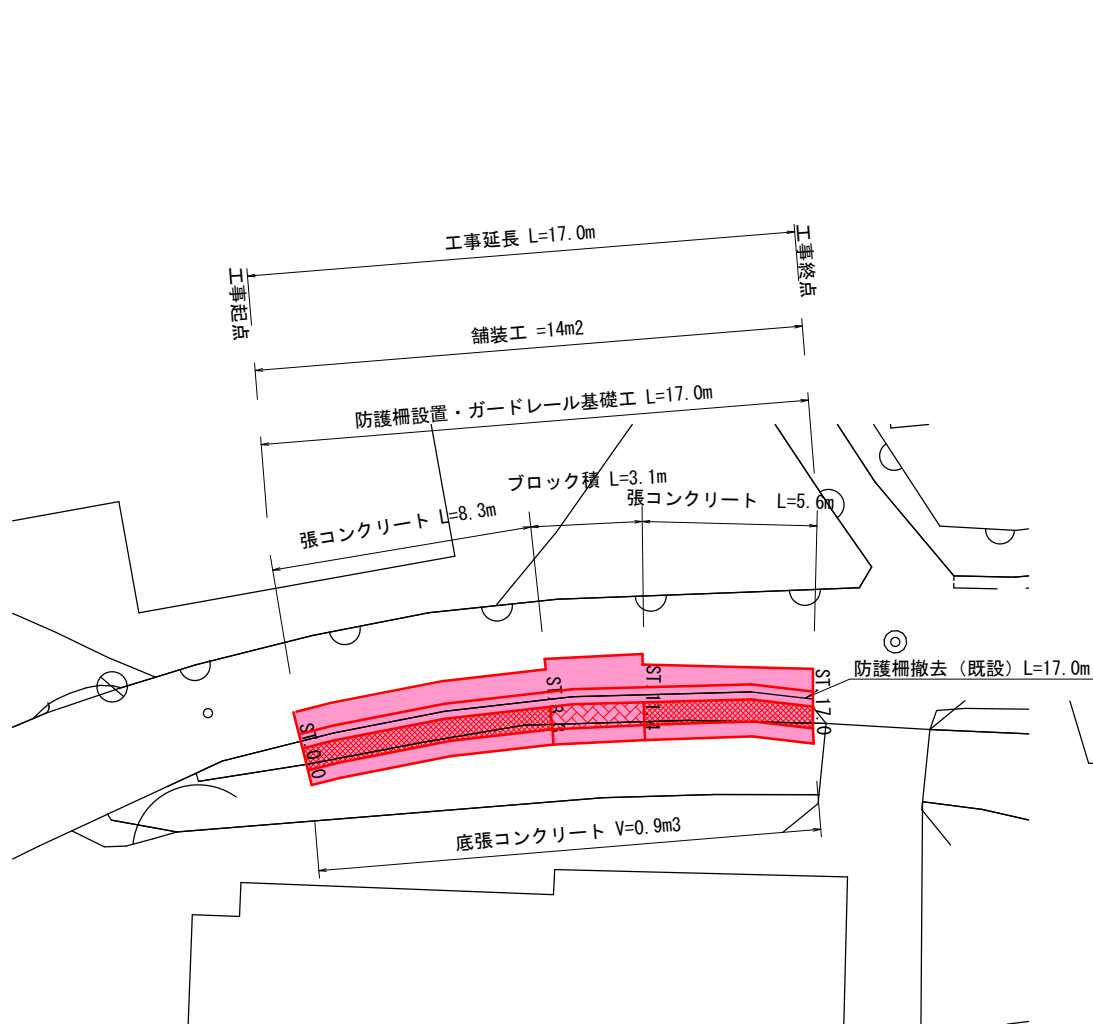 工事延長 L=17.0m
工事起点
工事終点
舗装工 =14m2
防護柵設置・ガードレール基礎工 L=17.0m
ブロック積 L=3.1m
張コンクリート L=8.3m
張コンクリート L=5.6m
防護柵撤去（既設）L=17.0m
ST.0.0
ST.8.3
ST.11.4
ST.17.0
底張コンクリート V=0.9m3